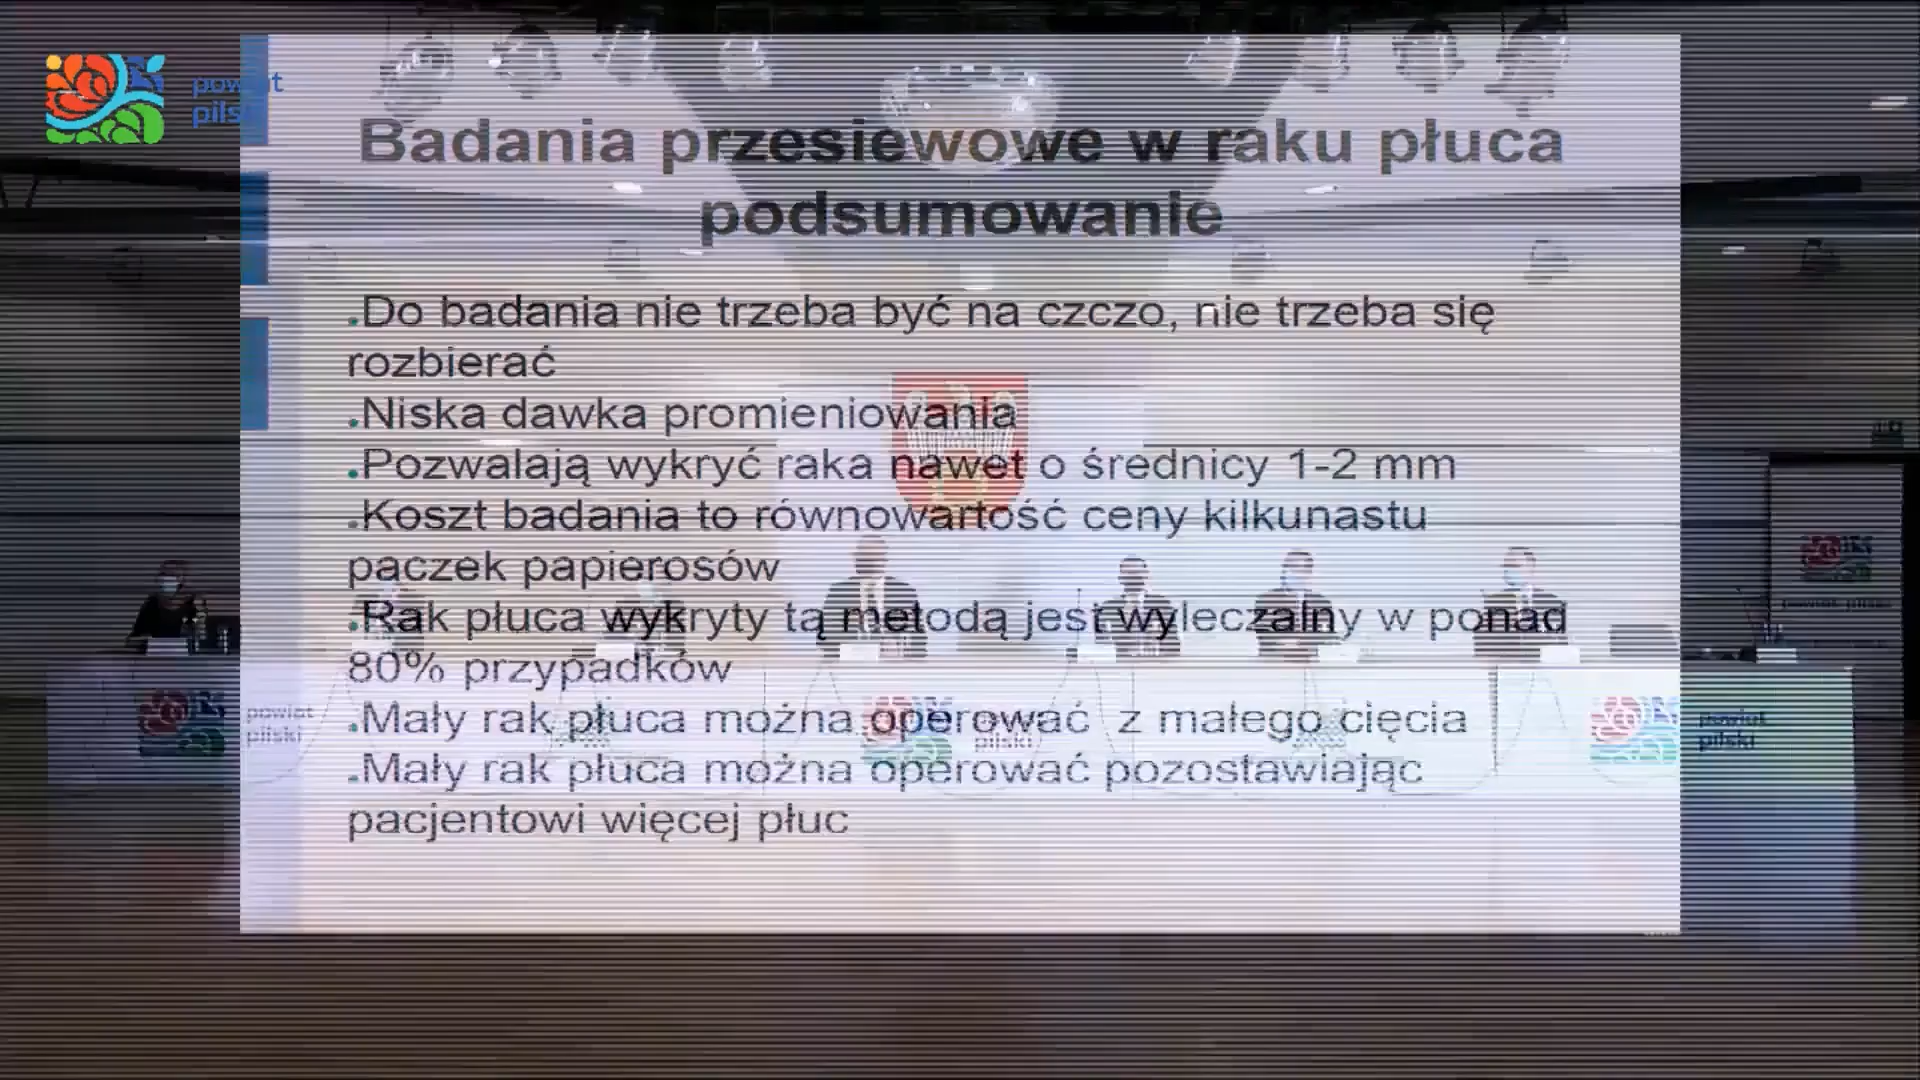 powiat
pilski
Badania przesiewowe w raku płuca
podsumowanie
.Do badania nie trzeba być na czczo, nie trzeba się
rozbierać
.Niska dawka promieniowania
.Pozwalają wykryć raka nawet o średnicy 1-2 mm
.Koszt badania to równowartość ceny kilkunastu
paczek papierosów
.Rak płuca wykryty tą metodą jest wyleczalny w ponad
80% przypadków
.Mały rak płuca można operować z małego cięcia
.Mały rak płuca można operować pozostawiając
pacjentowi więcej płuc
powiat pilski
powiat
pilski
pilski
powiat
pilski